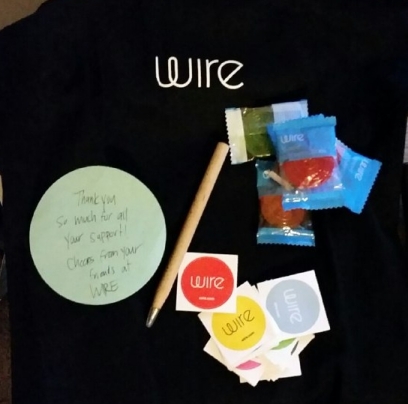 wire
wire
Thank you
So much for all
your support!
Cheers from your
friends at
WIRE
wire
wire
wire